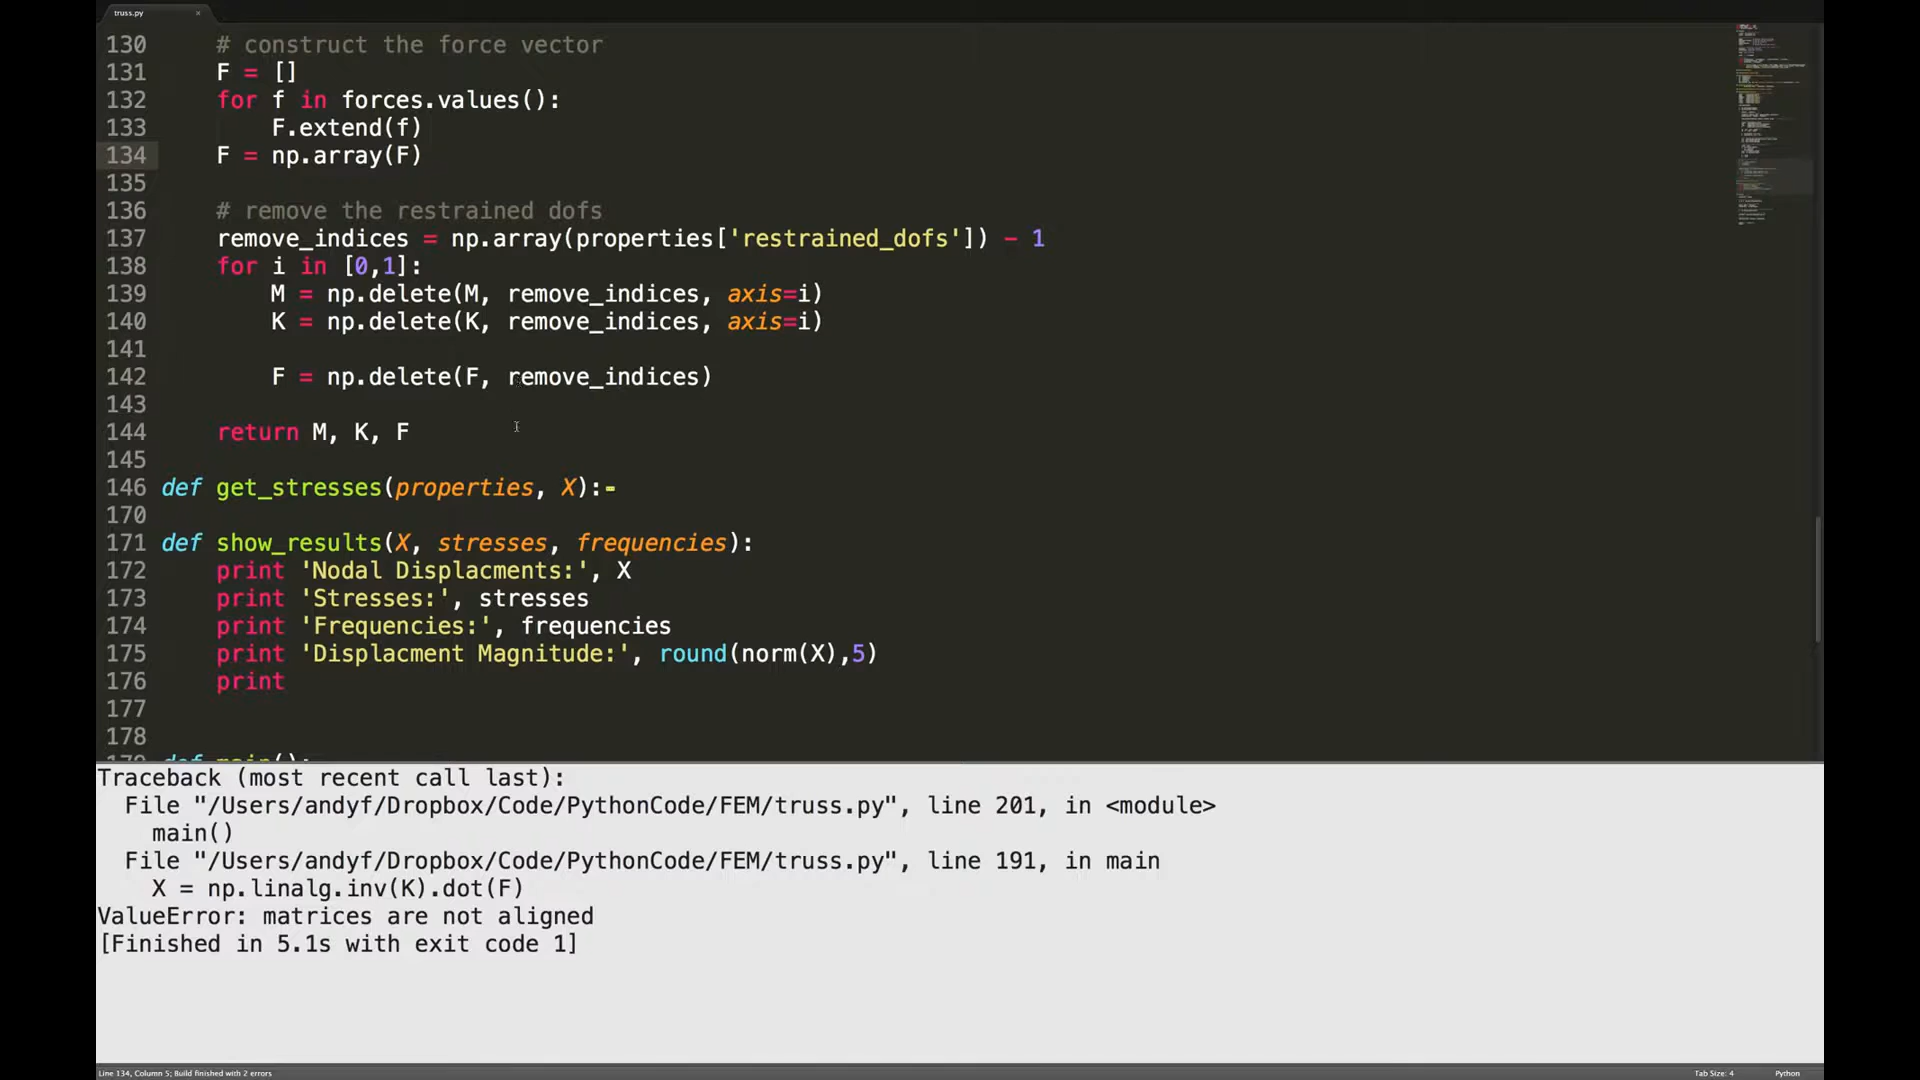 truss.py ×
130 # construct the force vector
131 F = []
132 for f in forces.values():
133 F.extend(f)
134 F = np.array(F)
135
136 # remove the restrained dofs
137 remove_indices = np.array(properties['restrained_dofs']) - 1
138 for i in [0,1]:
139 M = np.delete(M, remove_indices, axis=i)
140 K = np.delete(K, remove_indices, axis=i)
141
142 F = np.delete(F, remove_indices)
143
144 return M, K, F
145
146 def get_stresses(properties, X):
170
171 def show_results(X, stresses, frequencies):
172 print 'Nodal Displacments:', X
173 print 'Stresses:', stresses
174 print 'Frequencies:', frequencies
175 print 'Displacment Magnitude:', round(norm(X),5)
176 print
177
178
179 def main():
Traceback (most recent call last):
File "/Users/andyf/Dropbox/Code/PythonCode/FEM/truss.py", line 201, in <module>
main()
File "/Users/andyf/Dropbox/Code/PythonCode/FEM/truss.py", line 191, in main
X = np.linalg.inv(K).dot(F)
ValueError: matrices are not aligned
[Finished in 5.1s with exit code 1]
Line 134, Column 5; Build finished with 2 errors
Tab Size: 4
Python